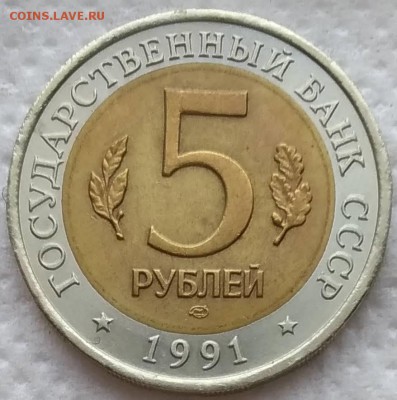 COINS.LAVE.RU
ГОСУДАРСТВЕННЫЙ БАНК СССР
5
РУБЛЕЙ
1991